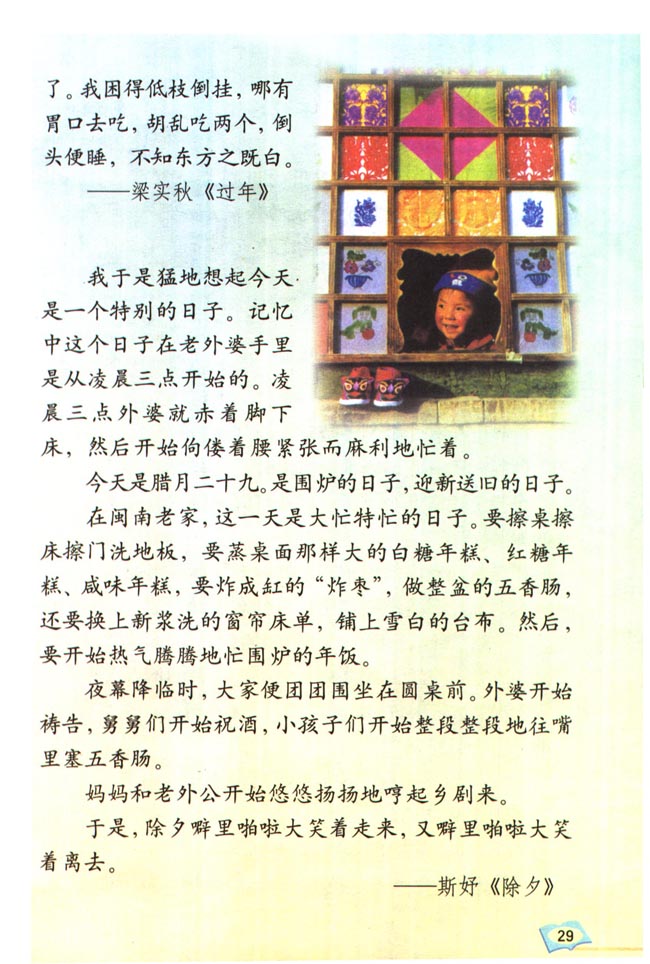 了。我困得低枝倒挂，哪有
胃口去吃，胡乱吃两个，倒
头便睡，不知东方之既白。
——梁实秋《过年》
我于是猛地想起今天
是一个特别的日子。记忆
中这个日子在老外婆手里
是从凌晨三点开始的。凌
晨三点外婆就赤着脚下
床，然后开始佝偻着腰紧张而麻利地忙着。
今天是腊月二十九。是围炉的日子，迎新送旧的日子。
在闽南老家，这一天是大忙特忙的日子。要擦桌擦
床擦门洗地板，要蒸桌面那样大的白糖年糕、红糖年
糕、咸味年糕，要炸成缸的“炸枣”，做整盆的五香肠，
还要换上新浆洗的窗帘床单，铺上雪白的台布。然后，
要开始热气腾腾地忙围炉的年饭。
夜幕降临时，大家便团团围坐在圆桌前。外婆开始
祷告，舅舅们开始祝酒，小孩子们开始整段整段地往嘴
里塞五香肠。
妈妈和老外公开始悠悠扬扬地哼起乡剧来。
于是，除夕噼里啪啦大笑着走来，又噼里啪啦大笑
着离去。
——斯妤《除夕》
29